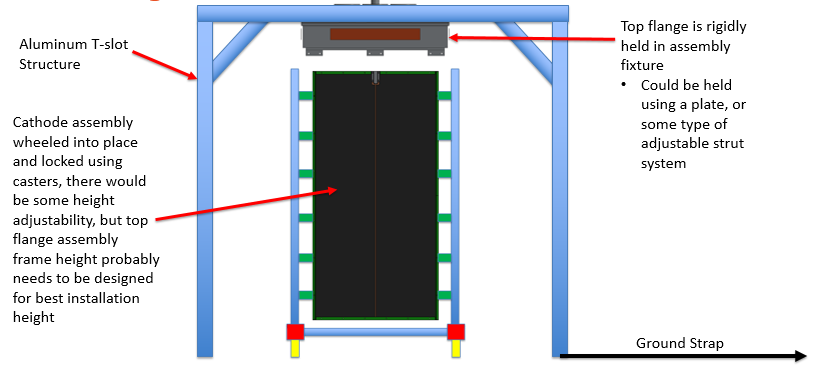 Aluminum T-slot
Structure
Cathode assembly
wheeled into place
and locked using
casters, there would
be some height
adjustability, but top
flange assembly
frame height probably
needs to be designed
for best installation
height
Top flange is rigidly
held in assembly
fixture
• Could be held
using a plate, or
some type of
adjustable strut
system
Ground Strap